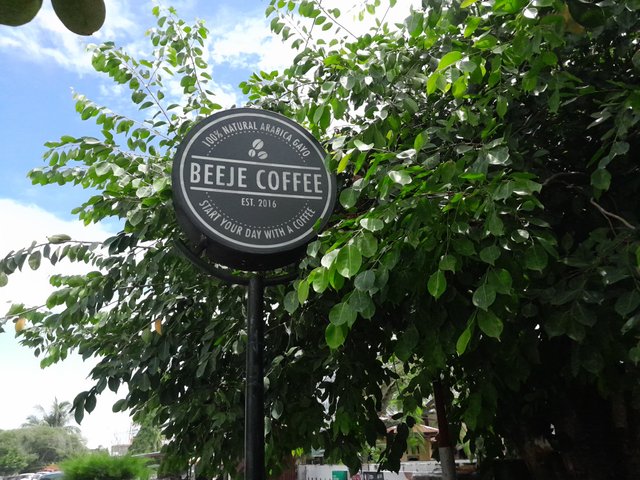 100% NATURAL ARABICA GAYO.
BEEJE COFFEE
EST. 2016
START YOUR DAY WITH A COFFEE